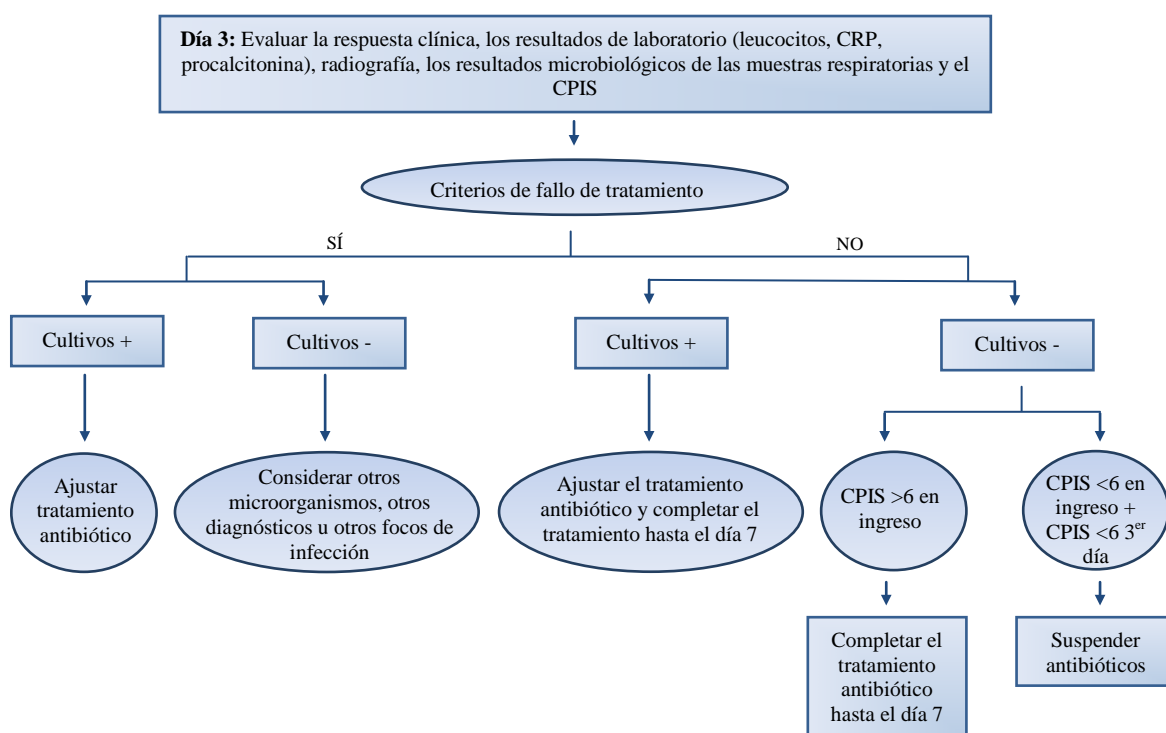 Día 3: Evaluar la respuesta clínica, los resultados de laboratorio (leucocitos, CRP,
procalcitonina), radiografía, los resultados microbiológicos de las muestras respiratorias y el
CPIS
Criterios de fallo de tratamiento
SÍ
NO
Cultivos +
Cultivos -
Cultivos +
Cultivos -
Ajustar
tratamiento
antibiótico
Considerar otros
microorganismos, otros
diagnósticos u otros focos de
infección
Ajustar el tratamiento
antibiótico y completar el
tratamiento hasta el día 7
CPIS >6 en
ingreso
CPIS <6 en
ingreso +
CPIS <6 3er
día
Completar el
tratamiento
antibiótico
hasta el día 7
Suspender
antibióticos